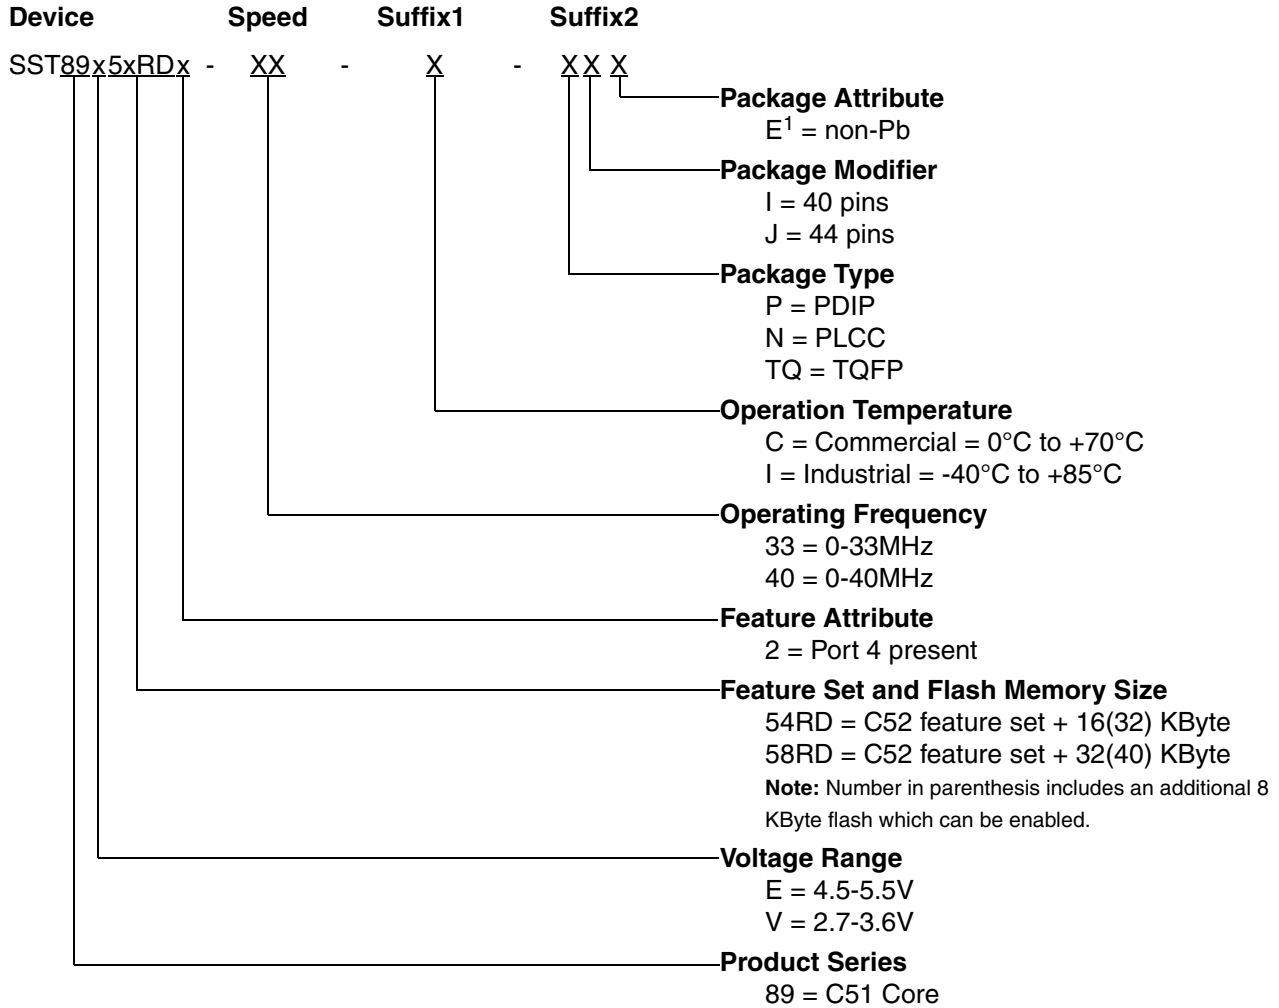 Device Speed Suffix1 Suffix2
SST89x5xRDx - XX - X - XX X
Package Attribute
E1 = non-Pb
Package Modifier
I = 40 pins
J = 44 pins
Package Type
P = PDIP
N = PLCC
TQ = TQFP
Operation Temperature
C = Commercial = 0°C to +70°C
I = Industrial = -40°C to +85°C
Operating Frequency
33 = 0-33MHz
40 = 0-40MHz
Feature Attribute
2 = Port 4 present
Feature Set and Flash Memory Size
54RD = C52 feature set + 16(32) KByte
58RD = C52 feature set + 32(40) KByte
Note: Number in parenthesis includes an additional 8
KByte flash which can be enabled.
Voltage Range
E = 4.5-5.5V
V = 2.7-3.6V
Product Series
89 = C51 Core